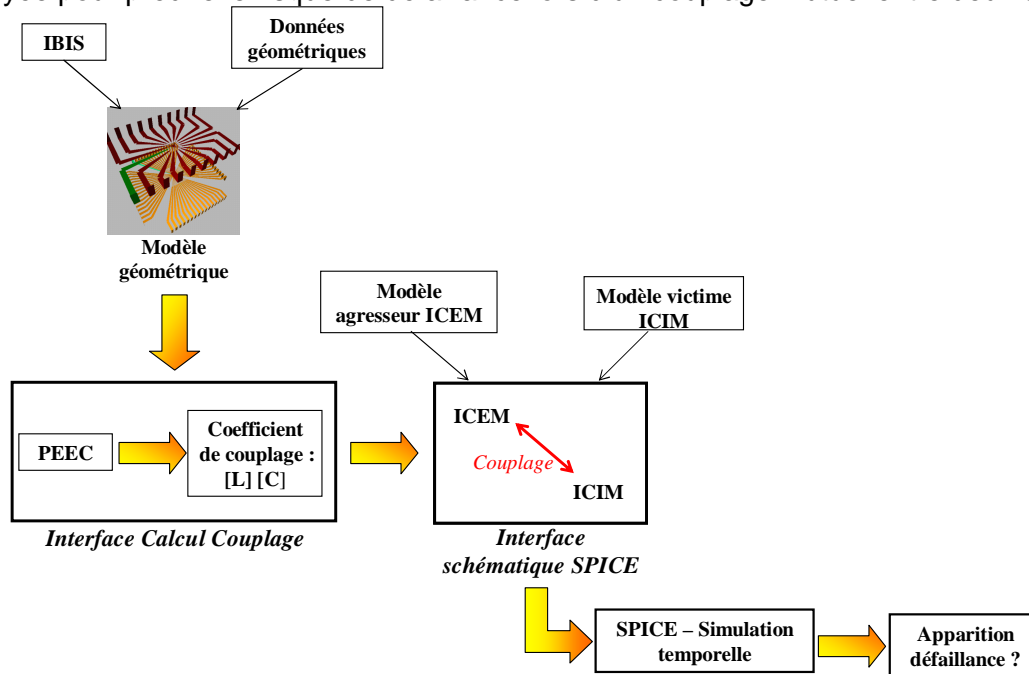 IBIS
Données
géométriques
Modèle
géométrique
Modèle
agresseur ICEM
Modèle victime
ICIM
PEEC
Coefficient
de couplage :
[L] [C]
Interface Calcul Couplage
ICEM
Couplage
ICIM
Interface
schématique SPICE
SPICE – Simulation
temporelle
Apparition
défaillance ?